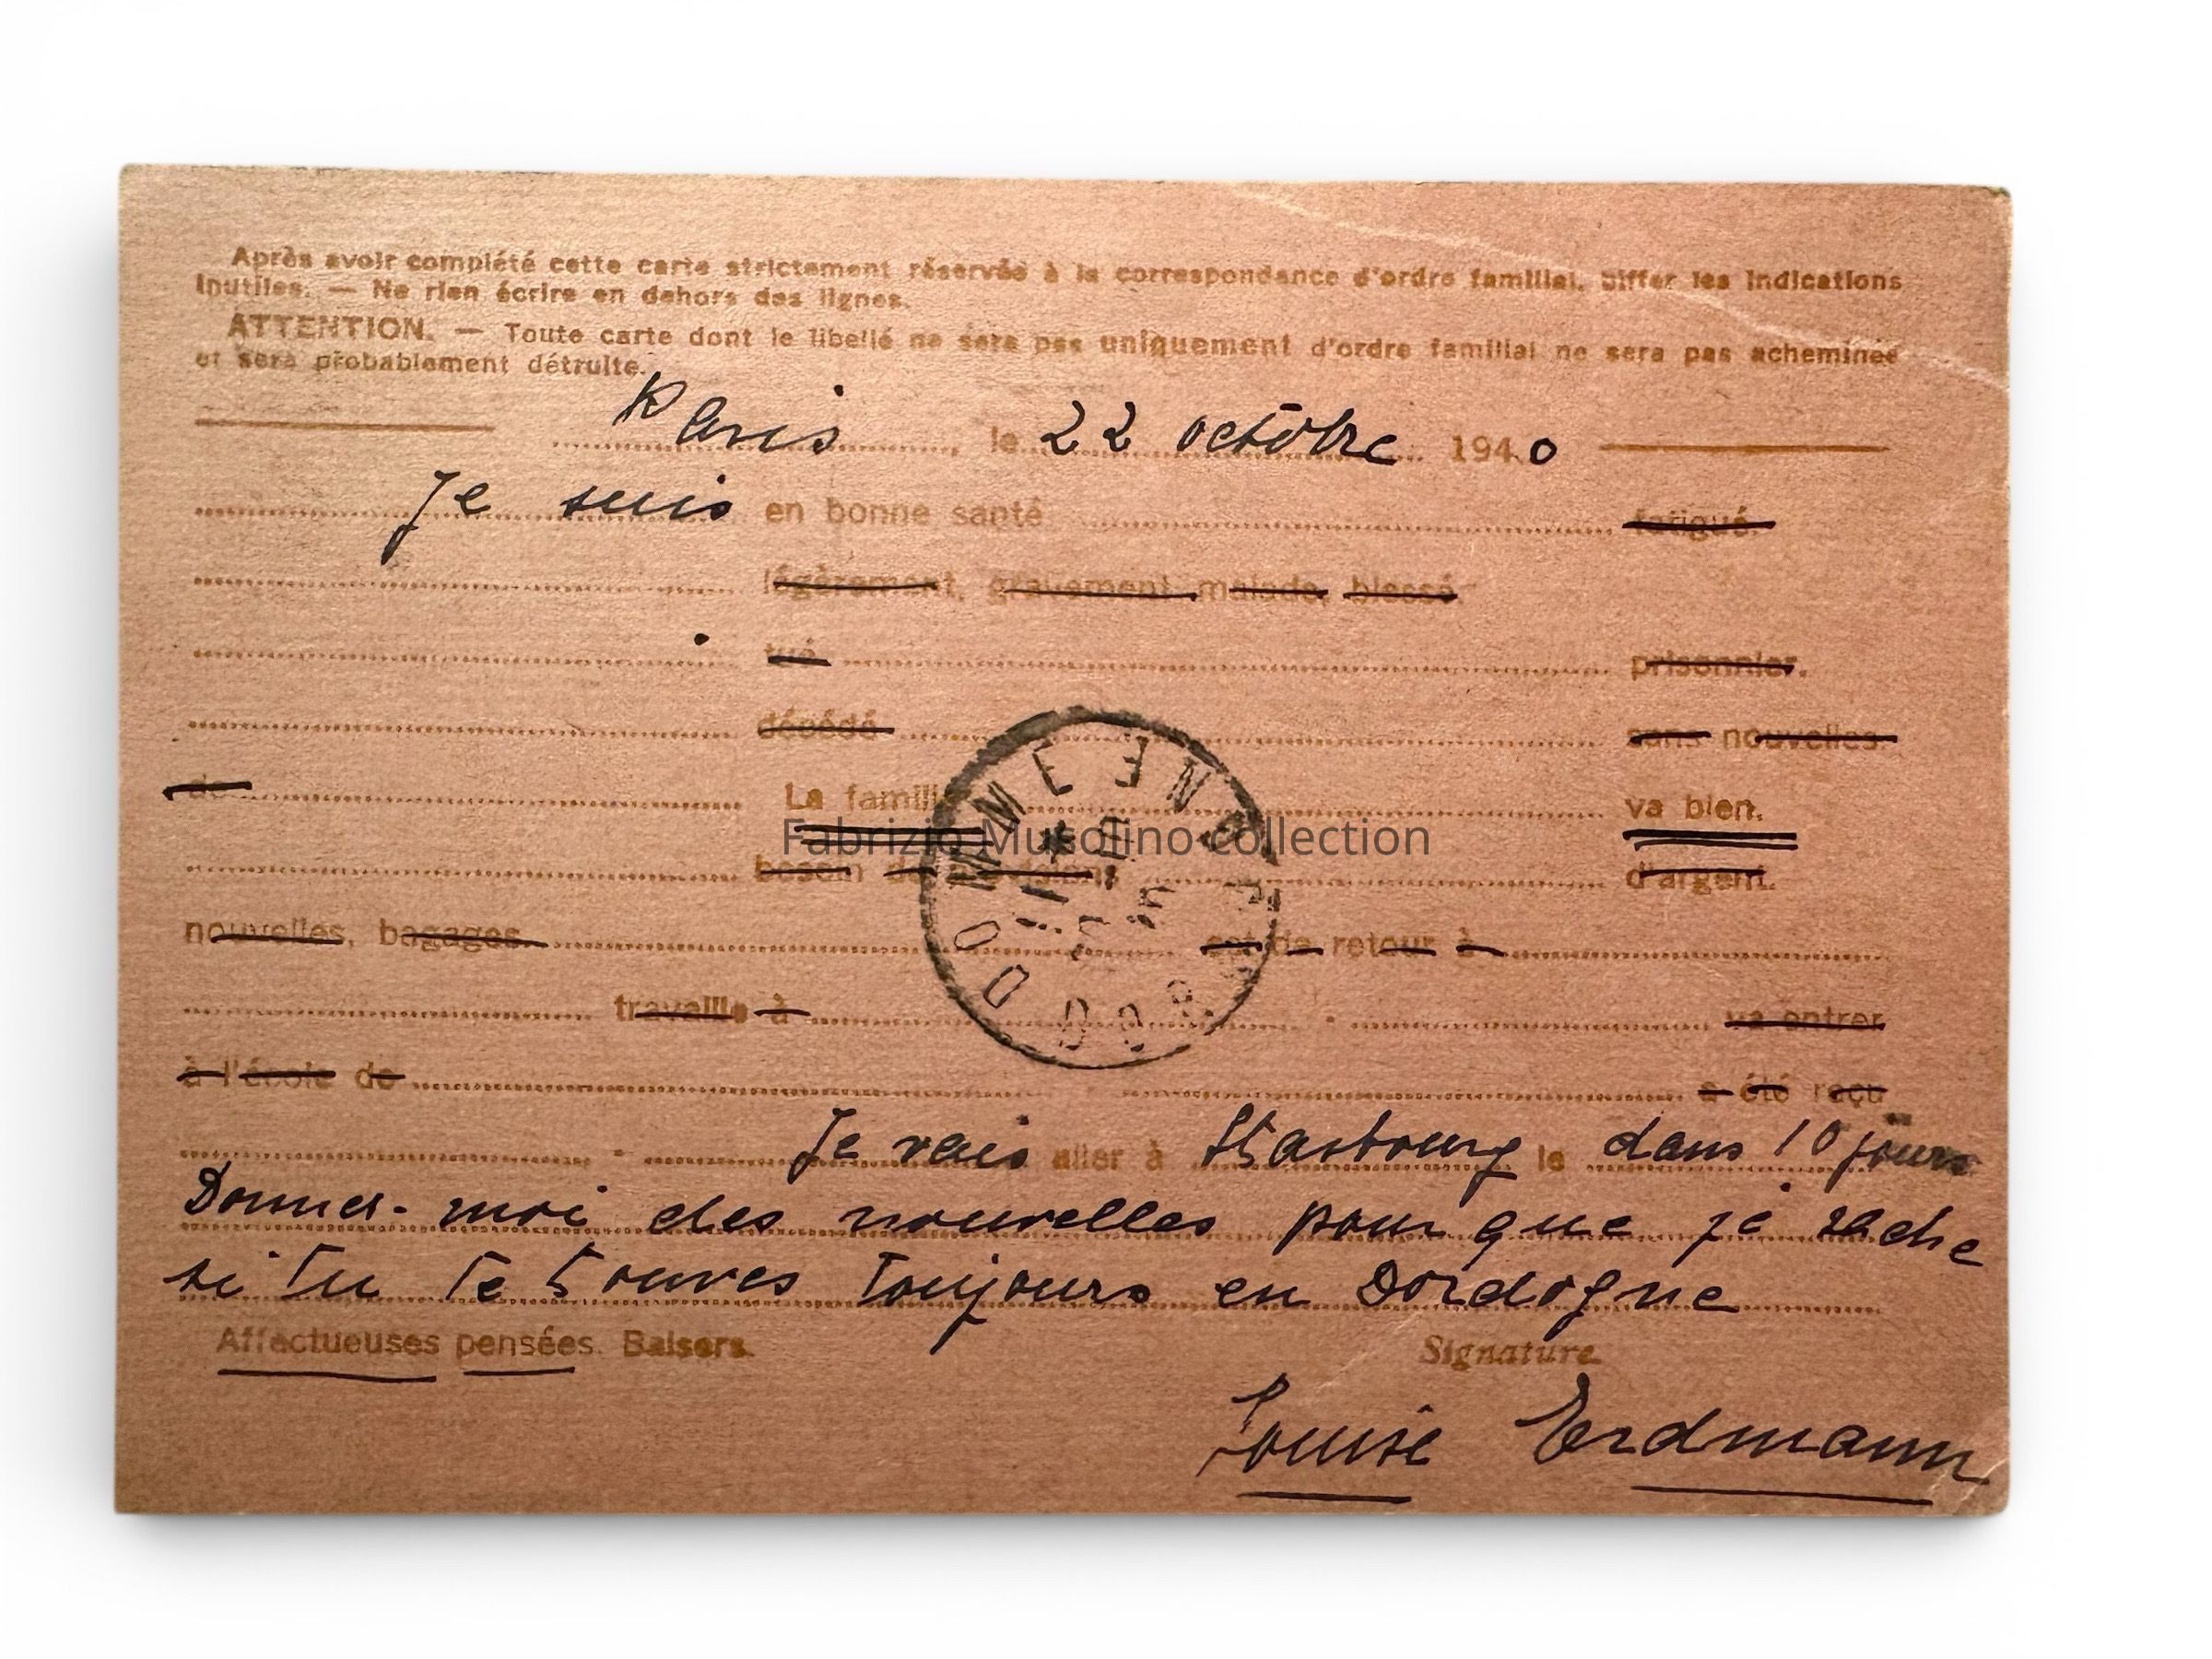 Après avoir complété cette carte strictement réservée à la correspondance d'ordre familial, biffer les indications
inutiles. — Ne rien écrire en dehors des lignes.
ATTENTION. — Toute carte dont le libellé ne sera pas uniquement d'ordre familial ne sera pas acheminée
et sera probablement détruite.
Paris, le 22 octobre 1940
Je suis en bonne santé fatigué.
légèrement, gravement malade, blessé.
tué prisonnier.
décédé sans nouvelles.
de La famille va bien.
Fabrizio Musolino collection
besoin de provisions d'argent.
nouvelles, bagages. est de retour à
travaille à va entrer
à l'école de a été reçu
Je vais aller à Strasbourg le dans 10 jours
Donnes-moi des nouvelles pour que je sache
si tu te trouves toujours en Dordogne
Affectueuses pensées. Baisers. Signature
Louise Erdmann